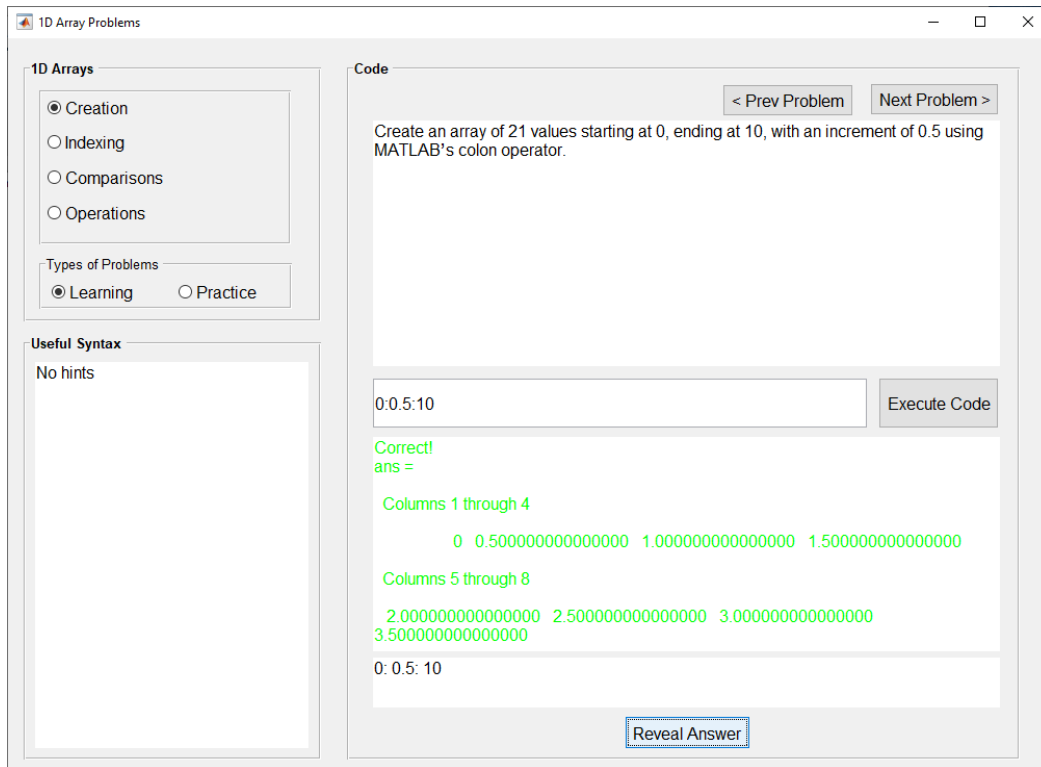 1D Array Problems
1D Arrays
Creation
Indexing
Comparisons
Operations
Types of Problems
Learning Practice
Useful Syntax
No hints
Code
< Prev Problem Next Problem >
Create an array of 21 values starting at 0, ending at 10, with an increment of 0.5 using
MATLAB's colon operator.
0:0.5:10
Execute Code
Correct!
ans =
Columns 1 through 4
0 0.500000000000000 1.000000000000000 1.500000000000000
Columns 5 through 8
2.000000000000000 2.500000000000000 3.000000000000000
3.500000000000000
0: 0.5: 10
Reveal Answer